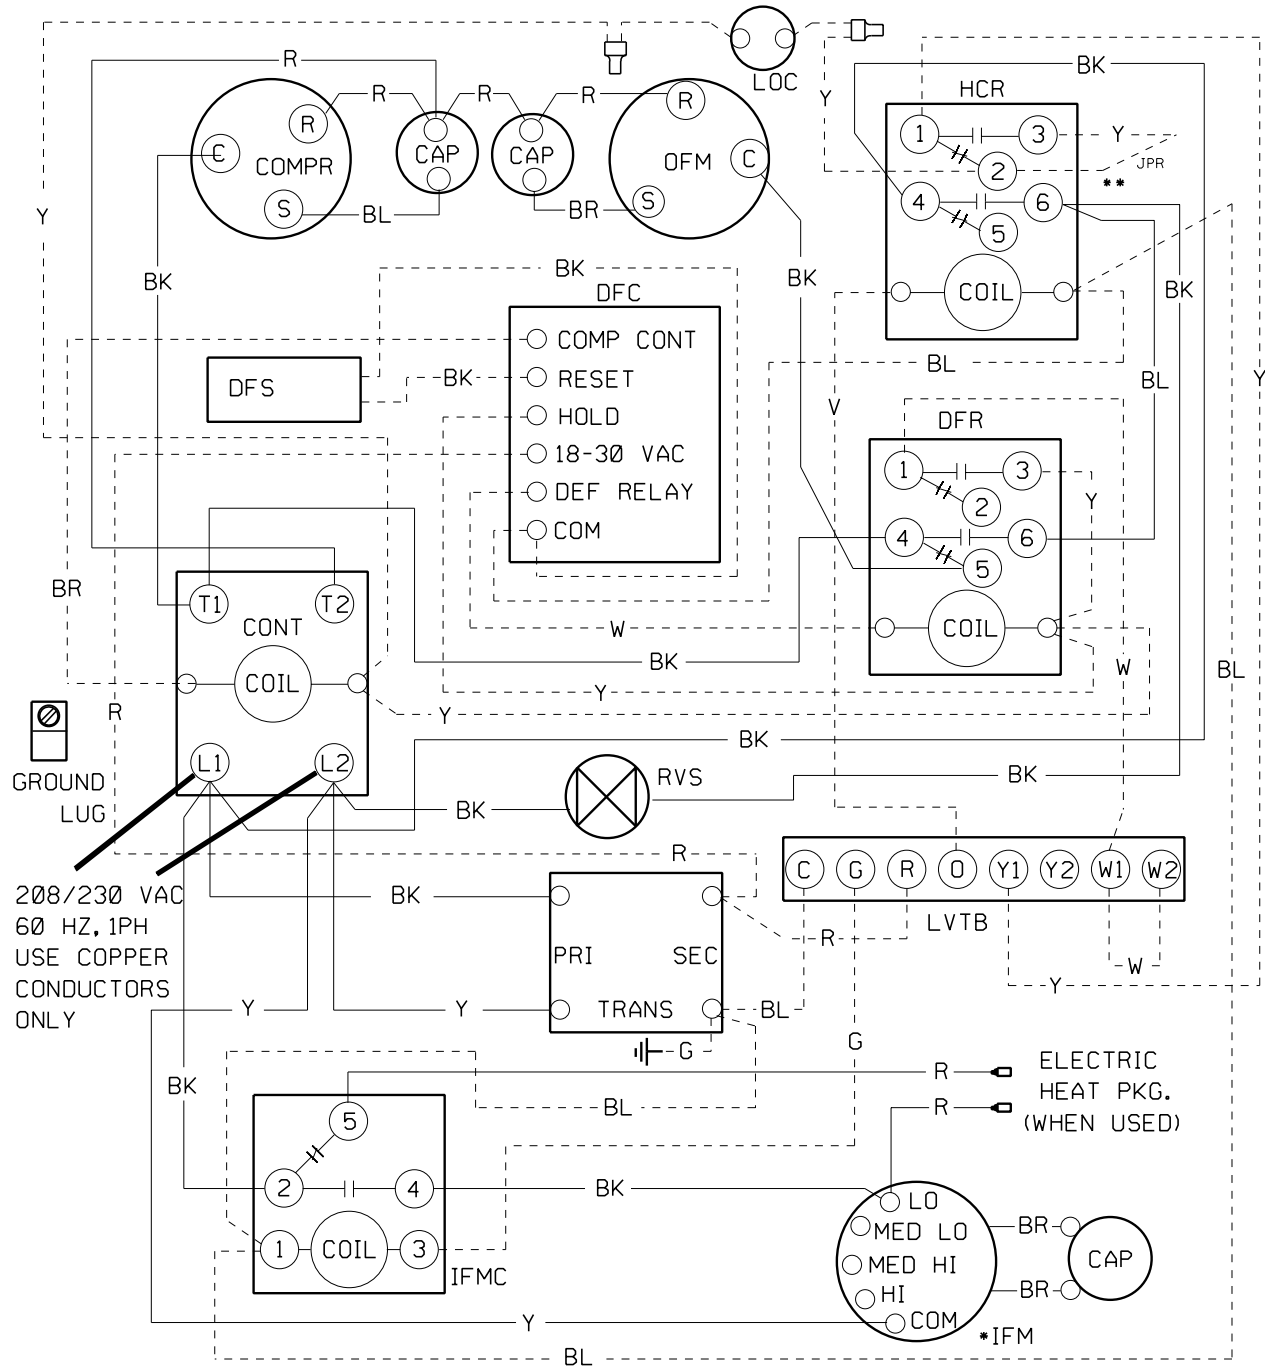 LOC
R
BK
HCR
R
R
R
R
R
Y
1
3
Y
C
COMPR
CAP
CAP
OFM
C
2
JPR
**
S
BL
BR
S
4
6
Y
5
BK
BK
BK
BK
DFC
COIL
COMP CONT
BL
Y
DFS
BK
RESET
BL
V
HOLD
DFR
18-30 VAC
1
3
DEF RELAY
2
Y
COM
4
6
5
BR
T1
T2
CONT
COIL
W
COIL
BK
W
BL
Y
R
Y
BK
GROUND
LUG
L1
L2
RVS
BK
BK
R
C
G
R
O
Y1
Y2
W1
W2
208/230 VAC
60 HZ, 1PH
USE COPPER
CONDUCTORS
ONLY
BK
LVTB
R
PRI
SEC
W
Y
Y
Y
TRANS
BL
G
G
BK
R
ELECTRIC
HEAT PKG.
(WHEN USED)
BL
R
5
2
4
BK
LO
MED LO
BR
1
COIL
3
MED HI
CAP
IFMC
HI
BR
Y
COM
*IFM
BL